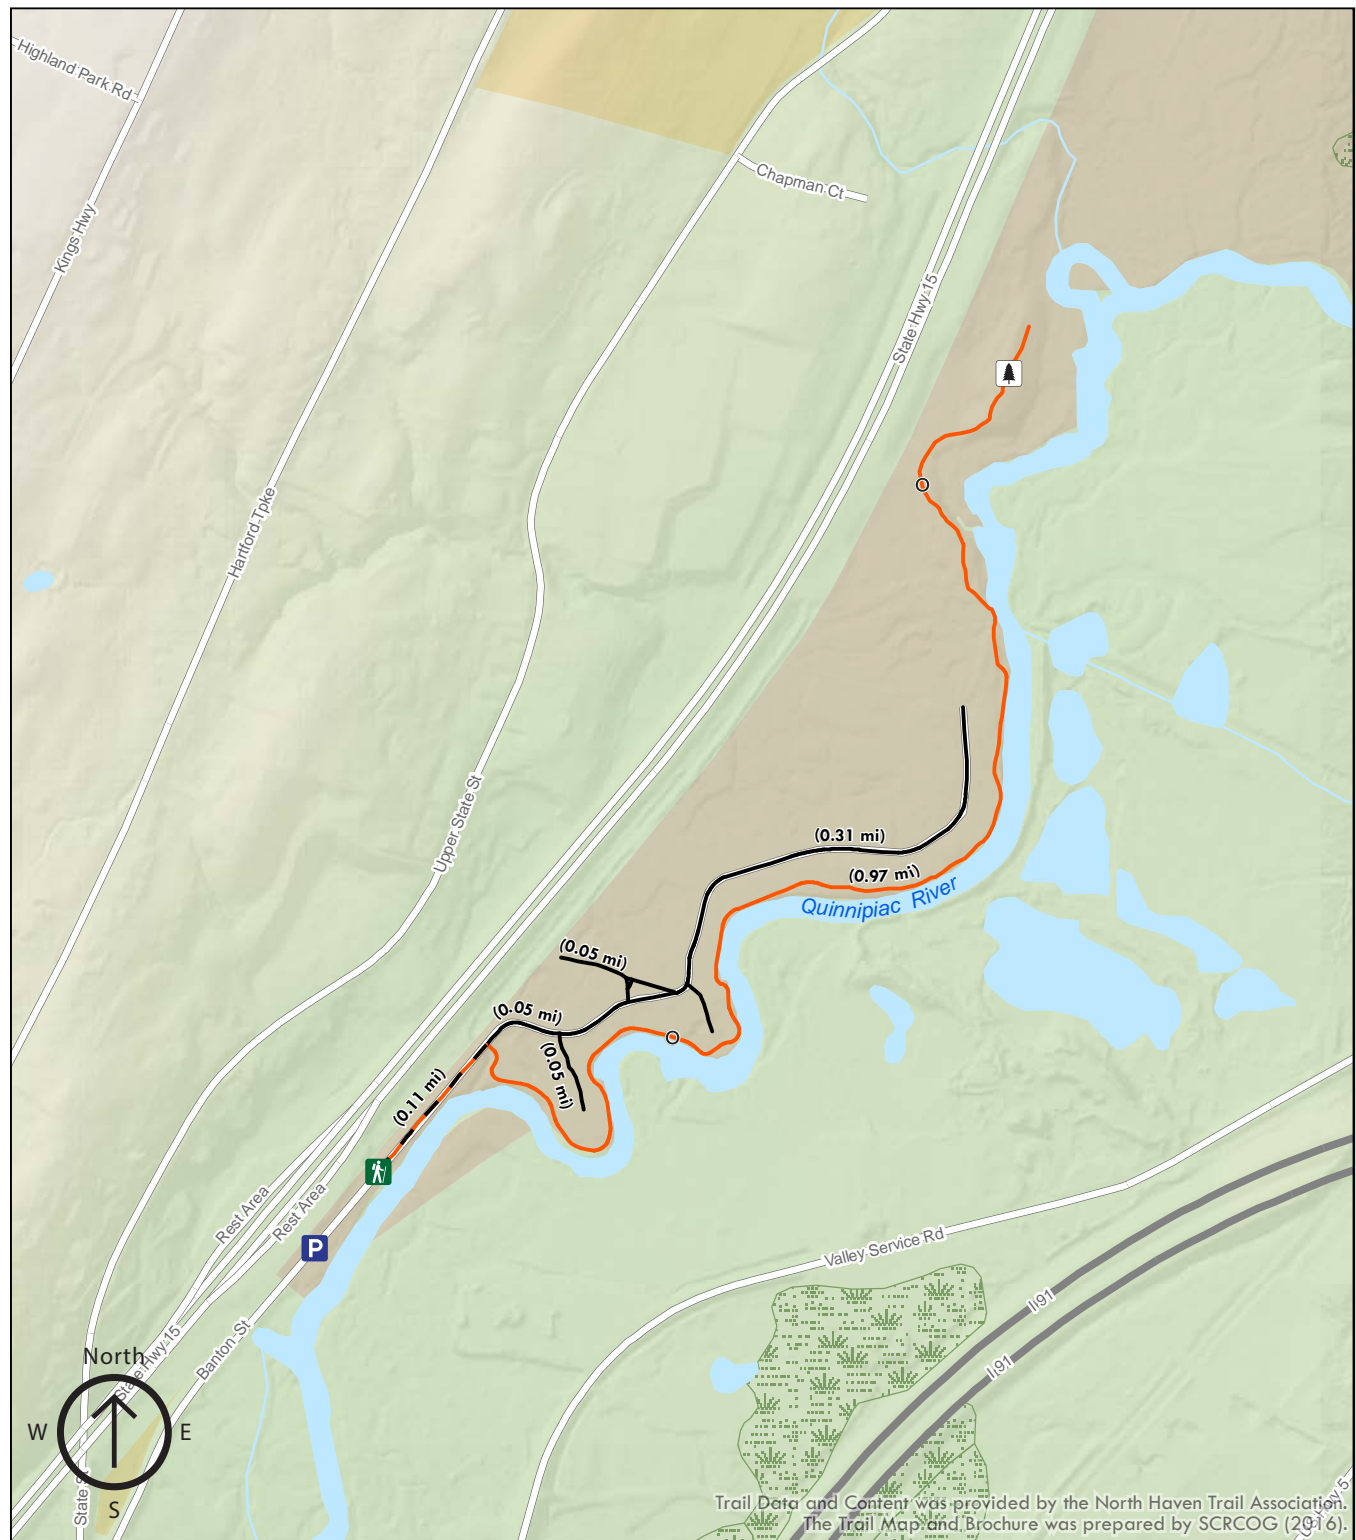 Highland Park Rd
Kings Hwy
Chapman Ct
State Hwy 15
Hartford Tpke
Upper State St
(0.31 mi)
(0.97 mi)
Quinnipiac River
(0.05 mi)
(0.05 mi)
(0.05 mi)
(0.11 mi)
Rest Area
Rest Area
P
Valley Service Rd
I 91
I 91
Banton St
State Hwy 15
North
W
E
S
State St
Trail Data and Content was provided by the North Haven Trail Association.
The Trail Map and Brochure was prepared by SCRCOG (2016).